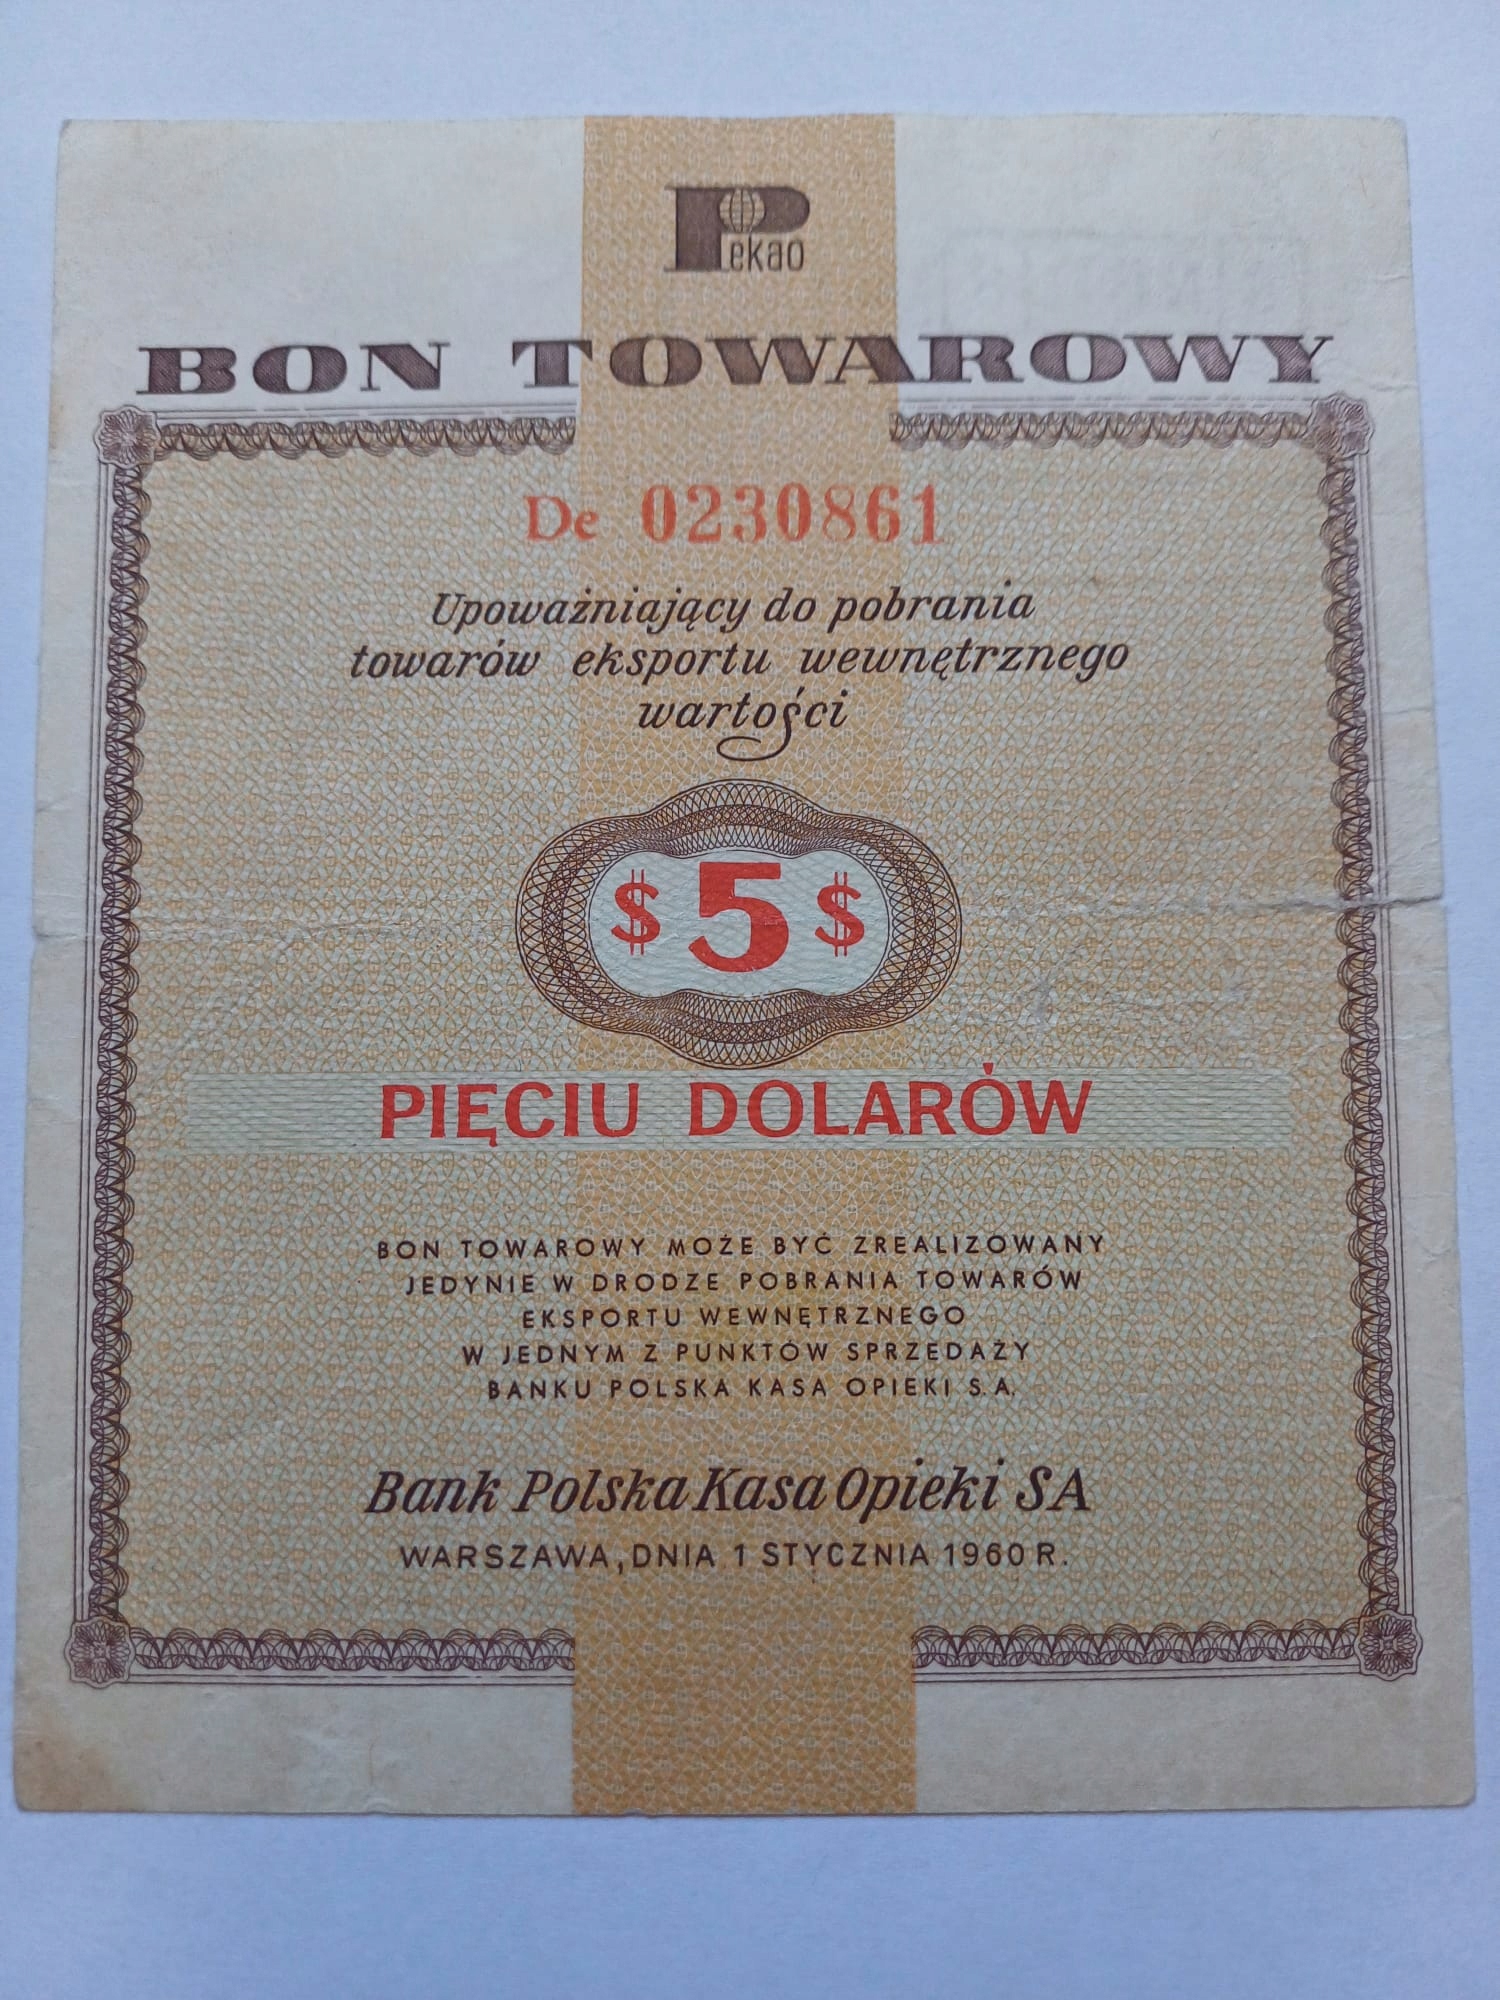 Pekao
BON TOWAROWY
De 0230861
Upoważniający do pobrania
towarów eksportu wewnętrznego
wartości
$ 5 $
PIĘCIU DOLARÓW
BON TOWAROWY MOŻE BYĆ ZREALIZOWANY
JEDYNIE W DRODZE POBRANIA TOWARÓW
EKSPORTU WEWNĘTRZNEGO
W JEDNYM Z PUNKTÓW SPRZEDAŻY
BANKU POLSKA KASA OPIEKI S.A.
Bank Polska Kasa Opieki SA
WARSZAWA, DNIA 1 STYCZNIA 1960 R.